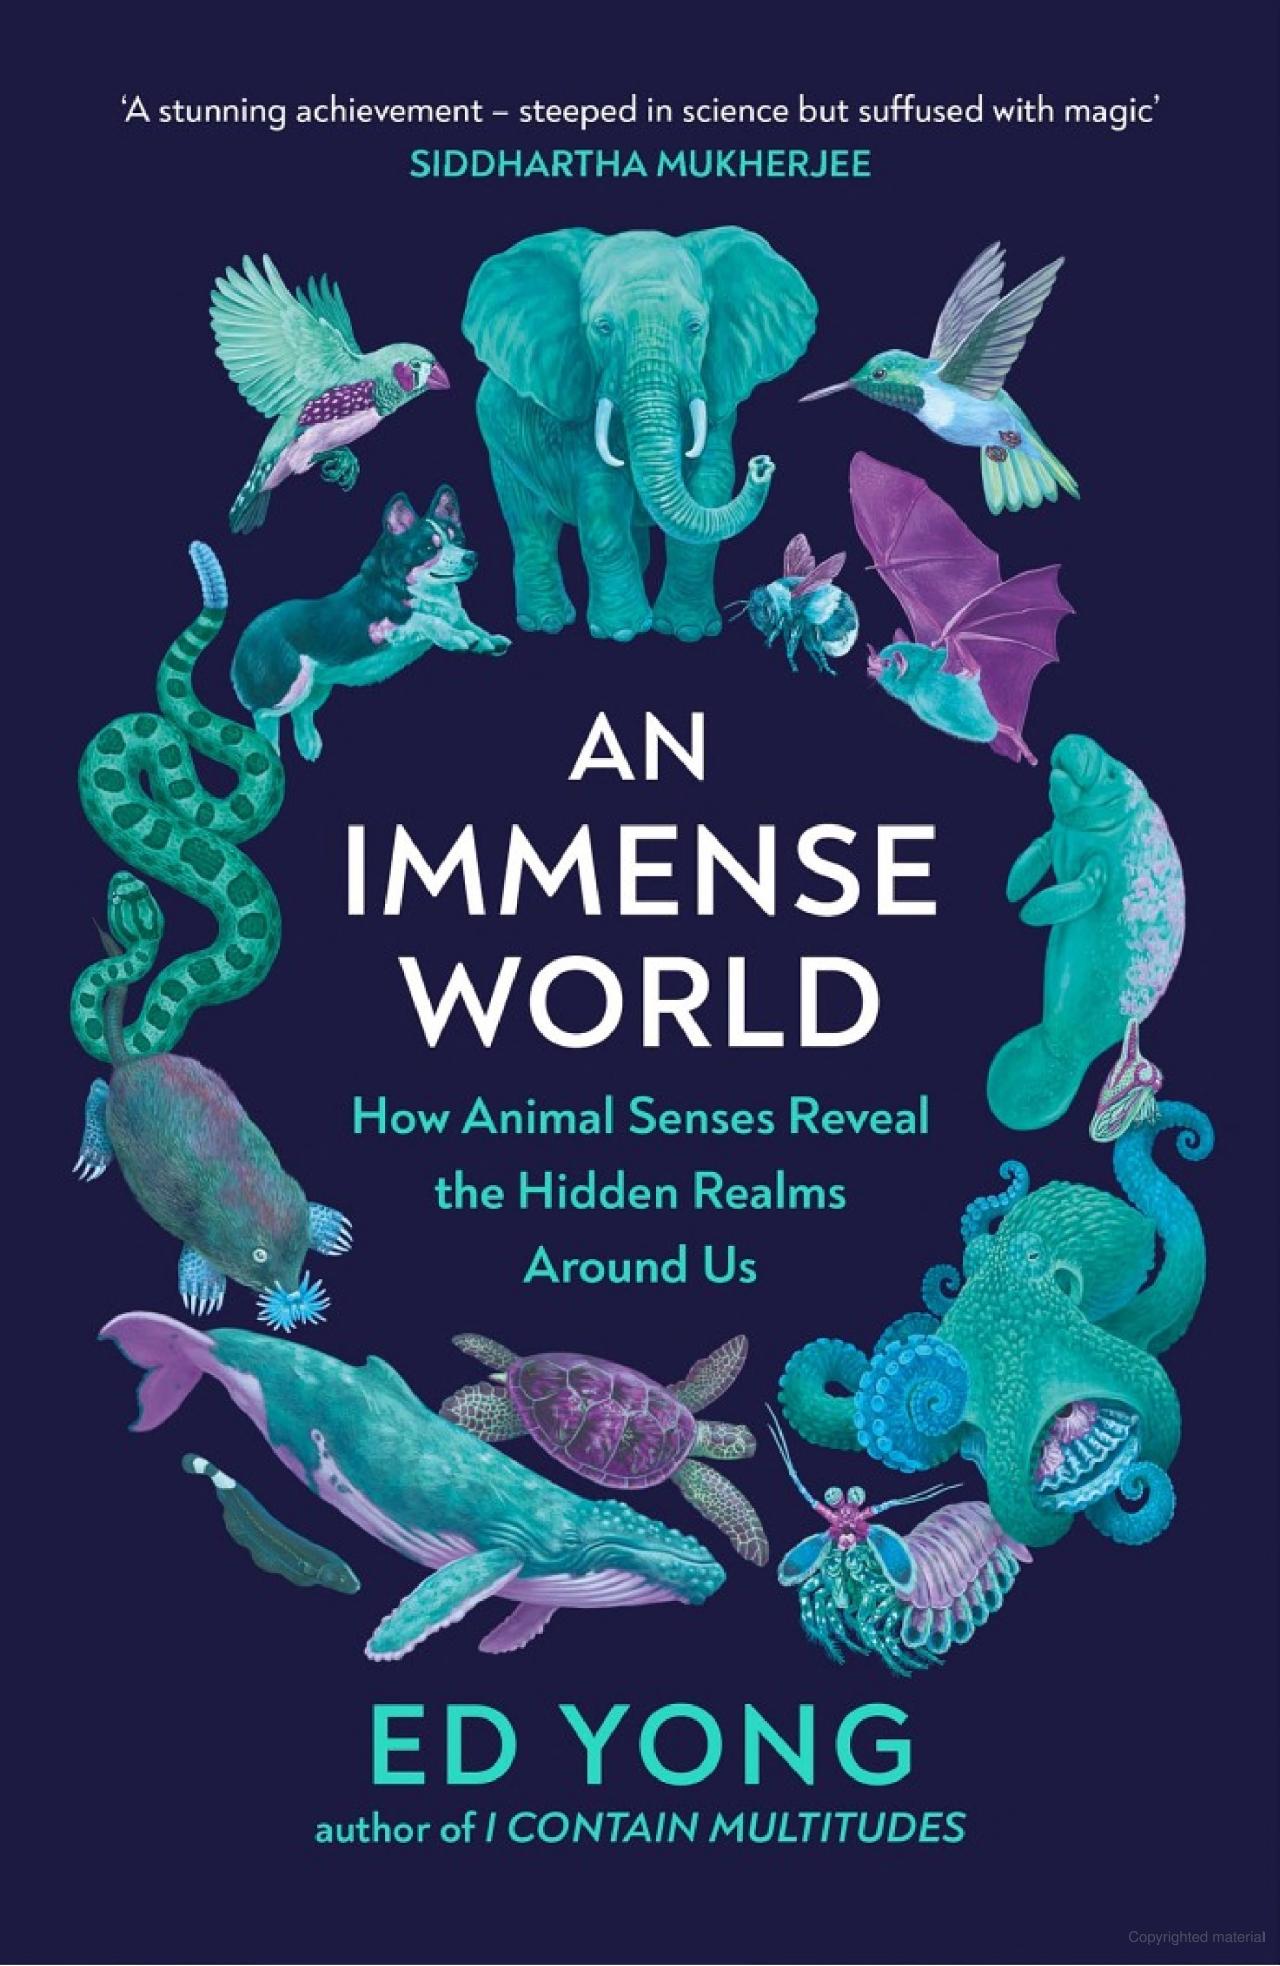 ‘A stunning achievement – steeped in science but suffused with magic’
SIDDHARTHA MUKHERJEE
AN
IMMENSE
WORLD
How Animal Senses Reveal
the Hidden Realms
Around Us
ED YONG
author of I CONTAIN MULTITUDES
Copyrighted material